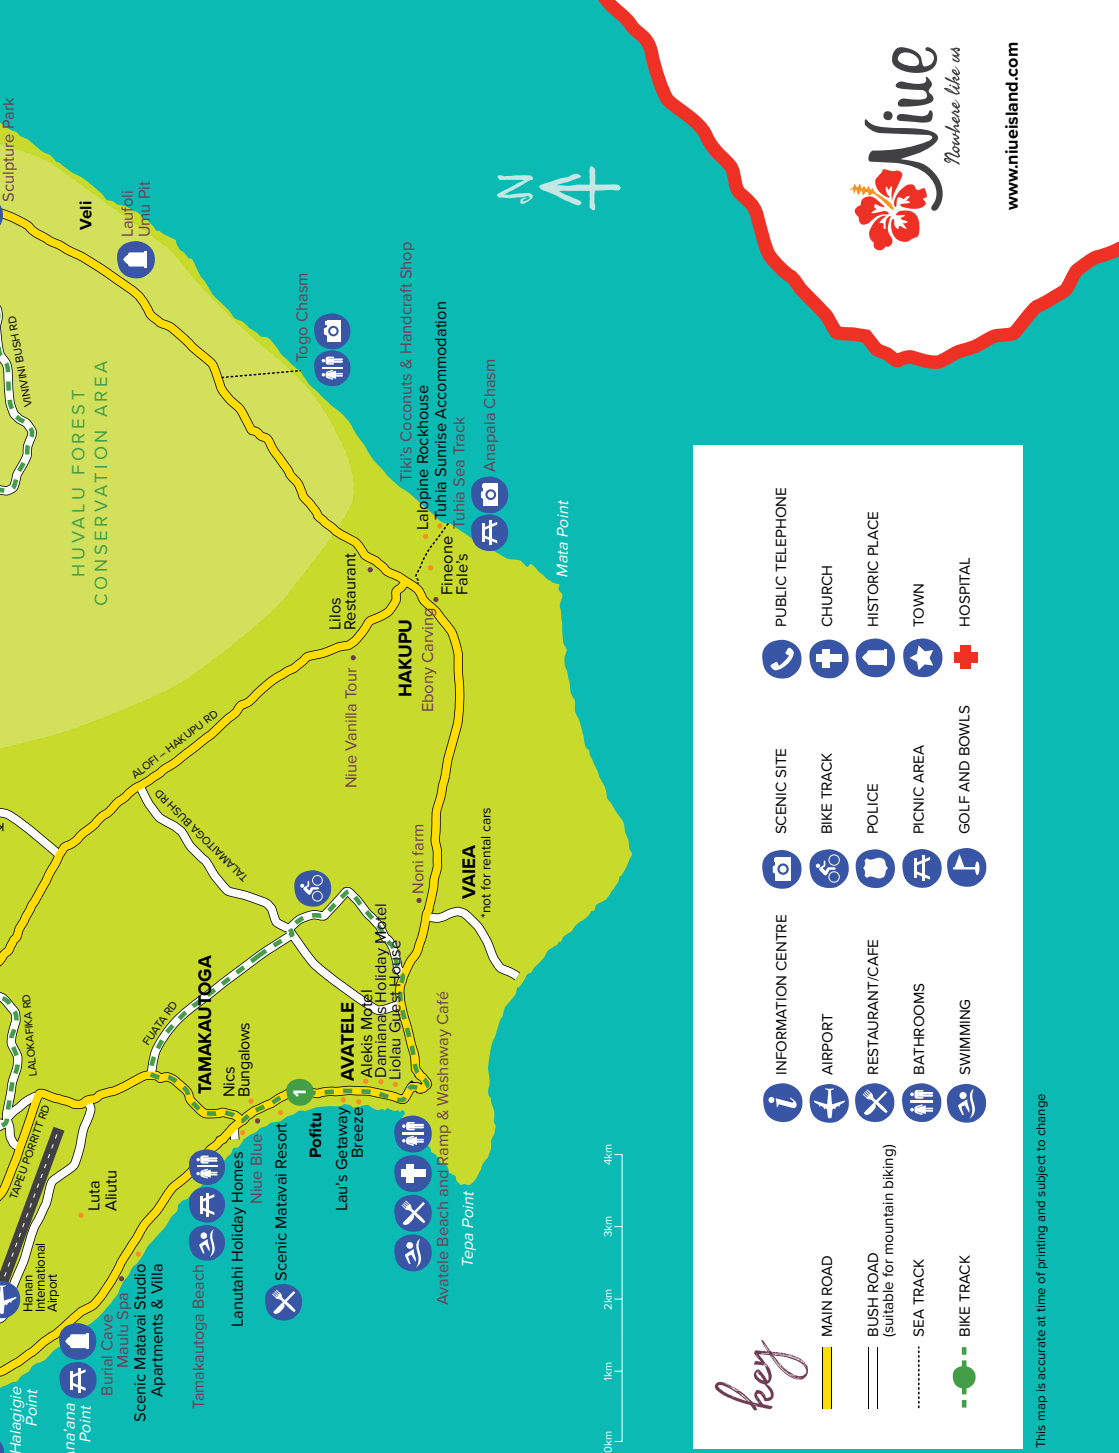 Sculpture Park
Veli
Laufoli
Umu Pit
VINIVINI BUSH RD
HUVALU FOREST
CONSERVATION AREA
Togo Chasm
N
Tiki's Coconuts & Handcraft Shop
Lalopine Rockhouse
Tuhia Sunrise Accommodation
Tuhia Sea Track
Anapala Chasm
Mata Point
Fineone
Fale's
Lilos
Restaurant
HAKUPU
Ebony Carving
Niue Vanilla Tour
ALOFI – HAKUPU RD
TALAMAITOGA BUSH RD
Noni farm
VAIEA
*not for rental cars
LALOKAFIKA RD
FUATA RD
TAMAKAUTOGA
Nics
Bungalows
AVATELE
Alekis Motel
Damiana's Holiday Motel
Liolau Guest House
1
Pofitu
Lau's Getaway
Breeze
Avatele Beach and Ramp & Washaway Café
Tepa Point
TAPEU PORRITT RD
Luta
Aliutu
Hanan
International
Airport
Lanutahi Holiday Homes
Niue Blue
Scenic Matavai Resort
Tamakautoga Beach
Burial Cave
Maulu Spa
Scenic Matavai Studio
Apartments & Villa
Halagigie
Point
na'ana
Point
0km
1km
2km
3km
4km
key
MAIN ROAD
BUSH ROAD
(suitable for mountain biking)
SEA TRACK
BIKE TRACK
INFORMATION CENTRE
AIRPORT
RESTAURANT/CAFE
BATHROOMS
SWIMMING
SCENIC SITE
BIKE TRACK
POLICE
PICNIC AREA
GOLF AND BOWLS
PUBLIC TELEPHONE
CHURCH
HISTORIC PLACE
TOWN
HOSPITAL
This map is accurate at time of printing and subject to change
Niue
Nowhere like us
www.niueisland.com